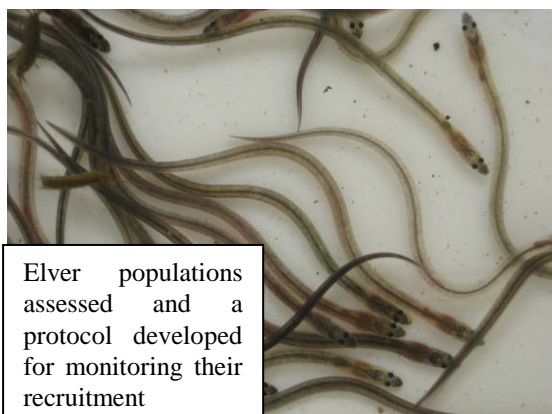 Elver populations
assessed and a
protocol developed
for monitoring their
recruitment